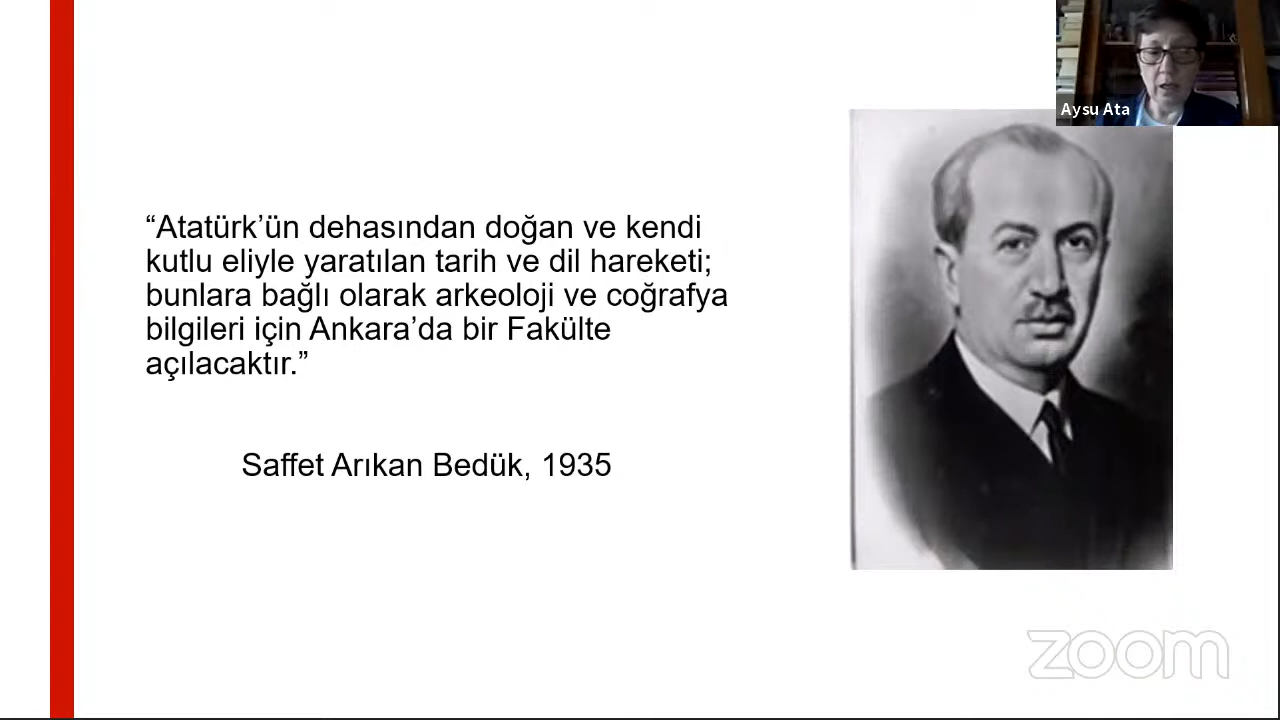 Aysu Ata
“Atatürk’ün dehasından doğan ve kendi
kutlu eliyle yaratılan tarih ve dil hareketi;
bunlara bağlı olarak arkeoloji ve coğrafya
bilgileri için Ankara’da bir Fakülte
açılacaktır.”
Saffet Arıkan Bedük, 1935
zoom